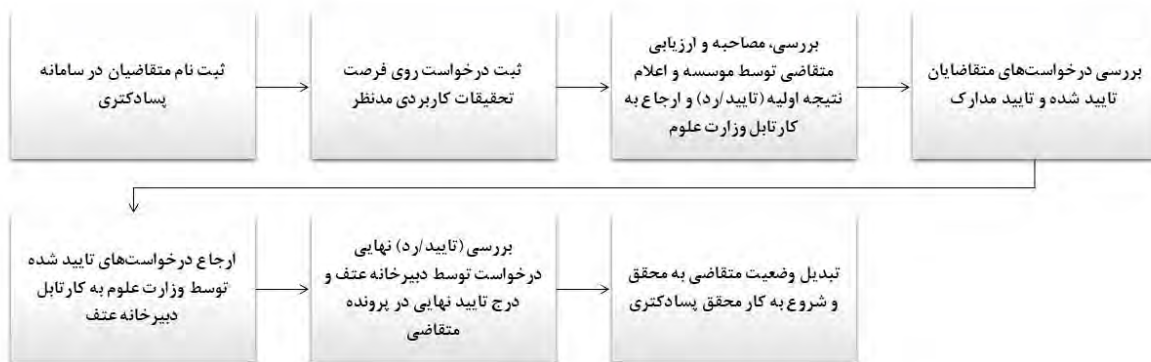 ثبت نام متقاضیان در سامانه
پسادکتری
ثبت درخواست روی فرصت
تحقیقات کاربردی مدنظر
بررسی، مصاحبه و ارزیابی
متقاضی توسط موسسه و اعلام
نتیجه اولیه (تایید/رد) و ارجاع به
کارتابل وزارت علوم
بررسی درخواست‌های متقاضایان
تایید شده و تایید مدارک
ارجاع درخواست‌های تایید شده
توسط وزارت علوم به کارتابل
دبیرخانه عتف
بررسی (تایید/رد) نهایی
درخواست توسط دبیرخانه عتف و
درج تایید نهایی در پرونده
متقاضی
تبدیل وضعیت متقاضی به محقق
و شروع به کار محقق پسادکتری